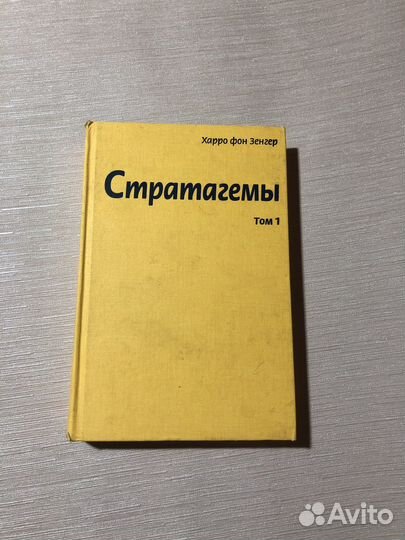 Харро фон Зенгер
Стратагемы
Том 1
Avito